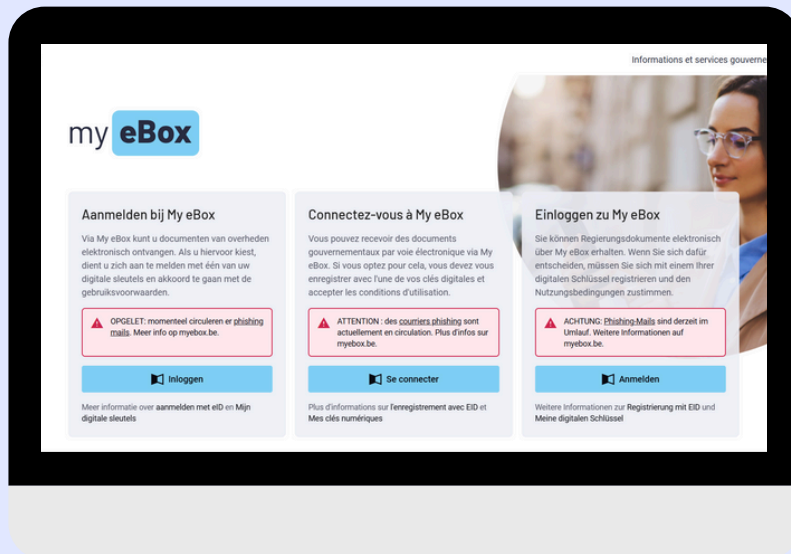 Informations et services gouverne
my eBox
Aanmelden bij My eBox
Via My eBox kunt u documenten van overheden
elektronisch ontvangen. Als u hiervoor kiest,
dient u zich aan te melden met één van uw
digitale sleutels en akkoord te gaan met de
gebruiksvoorwaarden.
OPGELET: momenteel circuleren er phishing
mails. Meer info op myebox.be.
Inloggen
Meer informatie over aanmelden met eID en Mijn
digitale sleutels
Connectez-vous à My eBox
Vous pouvez recevoir des documents
gouvernementaux par voie électronique via My
eBox. Si vous optez pour cela, vous devez vous
enregistrer avec l'une de vos clés digitales et
accepter les conditions d'utilisation.
ATTENTION : des courriers phishing sont
actuellement en circulation. Plus d'infos sur
myebox.be.
Se connecter
Plus d'informations sur l'enregistrement avec EID et
Mes clés numériques
Einloggen zu My eBox
Sie können Regierungsdokumente elektronisch
über My eBox erhalten. Wenn Sie sich dafür
entscheiden, müssen Sie sich mit einem Ihrer
digitalen Schlüssel registrieren und den
Nutzungsbedingungen zustimmen.
ACHTUNG: Phishing-Mails sind derzeit im
Umlauf. Weitere Informationen auf
myebox.be.
Anmelden
Weitere Informationen zur Registrierung mit EID und
Meine digitalen Schlüssel